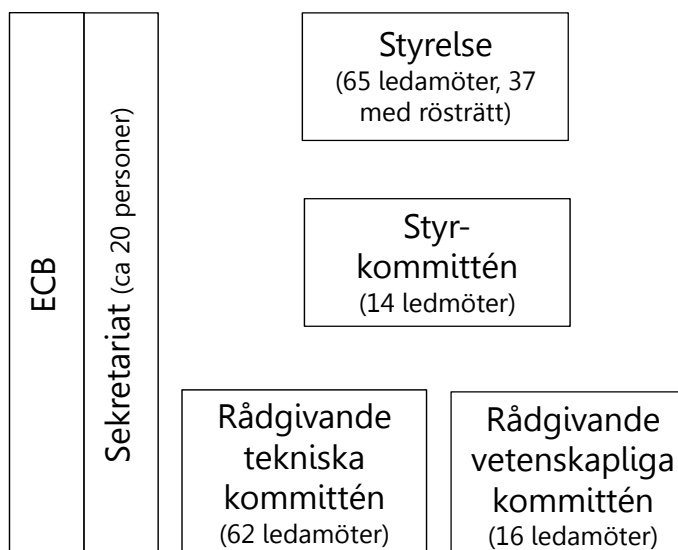 ECB
Sekretariat (ca 20 personer)
Styrelse
(65 ledamöter, 37
med rösträtt)
Styr-
kommittén
(14 ledmöter)
Rådgivande
tekniska
kommittén
(62 ledamöter)
Rådgivande
vetenskapliga
kommittén
(16 ledamöter)